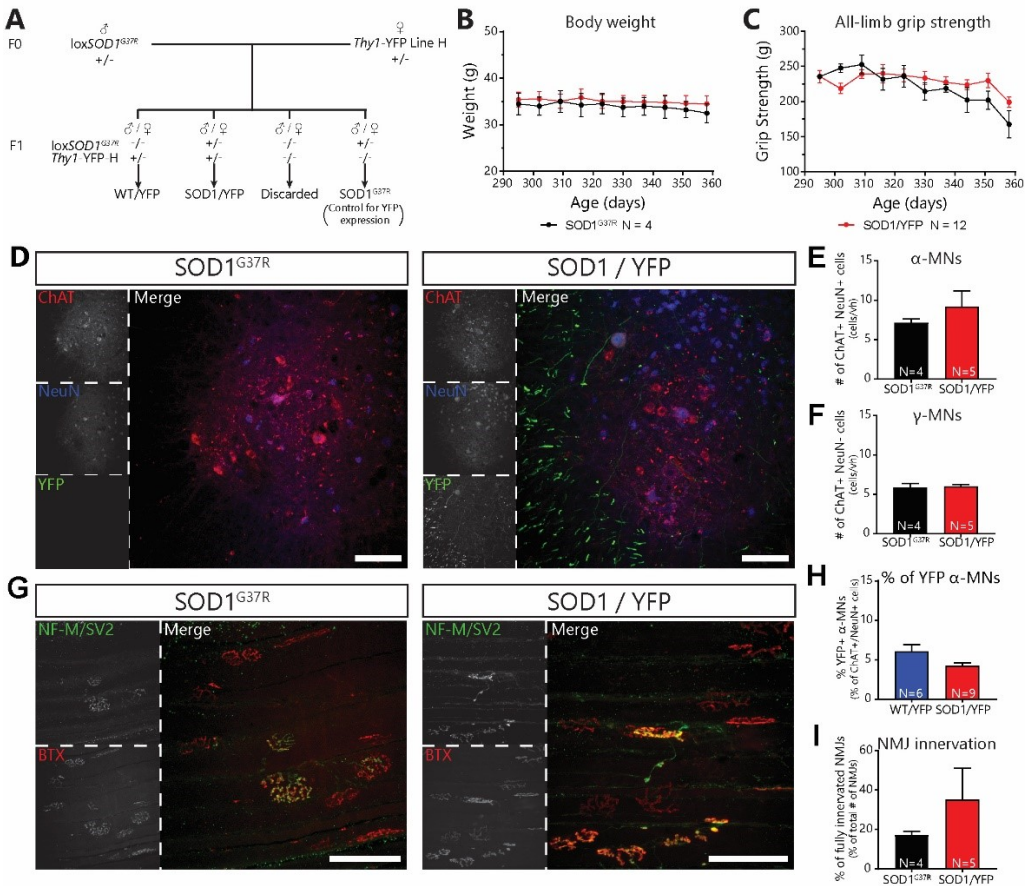 A
F0
♂
loxSOD1G37R
+/-
♀
Thy1-YFP Line H
+/-
F1
♂/♀ ♂/♀ ♂/♀ ♂/♀
loxSOD1G37R -/- +/- -/- +/-
Thy1-YFP-H +/- +/- -/- -/-
WT/YFP SOD1/YFP Discarded SOD1G37R
(Control for YFP expression)
B
Body weight
Weight (g)
50
40
30
20
290 300 310 320 330 340 350 360
Age (days)
C
All-limb grip strength
Grip Strength (g)
300
250
200
150
100
290 300 310 320 330 340 350 360
Age (days)
SOD1G37R N = 4
SOD1/YFP N = 12
D
SOD1G37R
ChAT
NeuN
YFP
Merge
SOD1 / YFP
ChAT
NeuN
YFP
Merge
E
α-MNs
# of ChAT+ NeuN+ cells
(cells/vh)
15
10
5
0
N=4 N=5
SOD1G37R SOD1/YFP
F
γ-MNs
# of ChAT+ NeuN- cells
(cells/vh)
15
10
5
0
N=4 N=5
SOD1G37R SOD1/YFP
G
SOD1G37R
NF-M/SV2
BTX
Merge
SOD1 / YFP
NF-M/SV2
BTX
Merge
H
% of YFP α-MNs
% YFP+ α-MNs
(% of ChAT+/NeuN+ cells)
15
10
5
0
N=6 N=9
WT/YFP SOD1/YFP
I
NMJ innervation
% of fully innervated NMJs
(% of total # of NMJs)
60
40
20
0
N=4 N=5
SOD1G37R SOD1/YFP